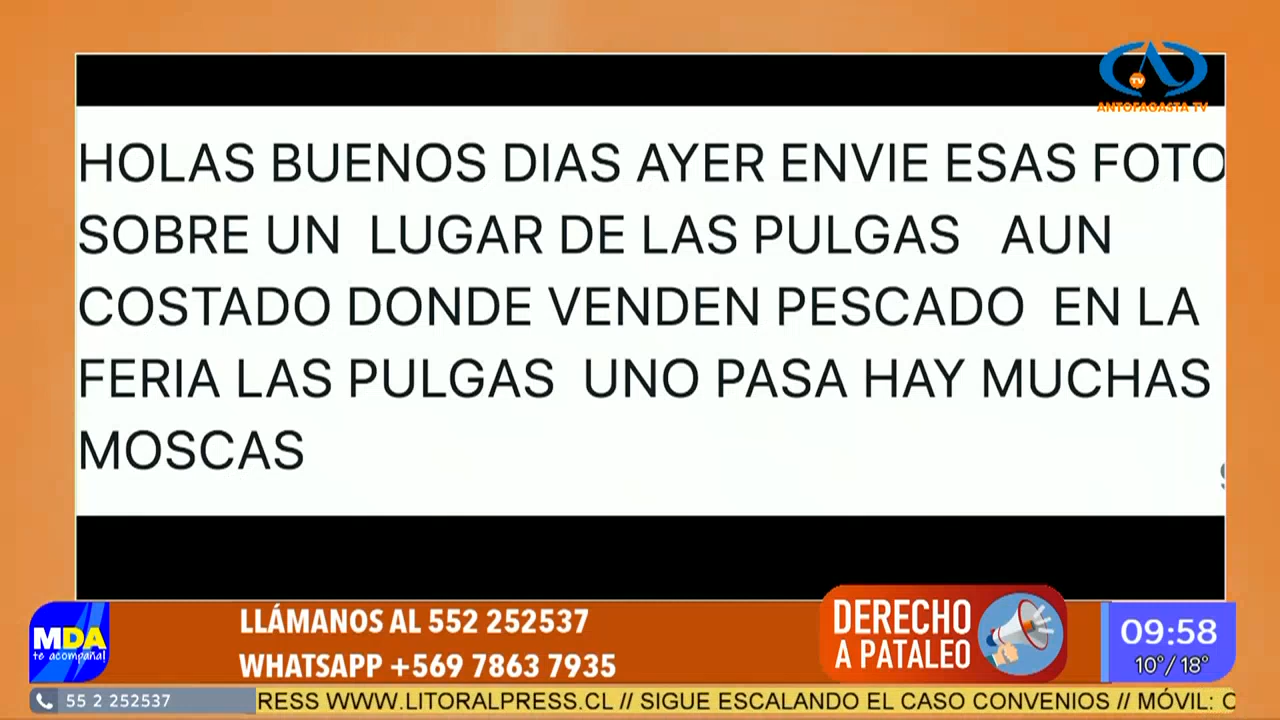 TV
ANTOFAGASTA TV
HOLAS BUENOS DIAS AYER ENVIE ESAS FOTO
SOBRE UN LUGAR DE LAS PULGAS AUN
COSTADO DONDE VENDEN PESCADO EN LA
FERIA LAS PULGAS UNO PASA HAY MUCHAS
MOSCAS
MDA
te acompaña!
LLÁMANOS AL 552 252537
WHATSAPP +569 7863 7935
DERECHO
A PATALEO
09:58
10°/18°
55 2 252537
RESS WWW.LITORALPRESS.CL // SIGUE ESCALANDO EL CASO CONVENIOS // MÓVIL: